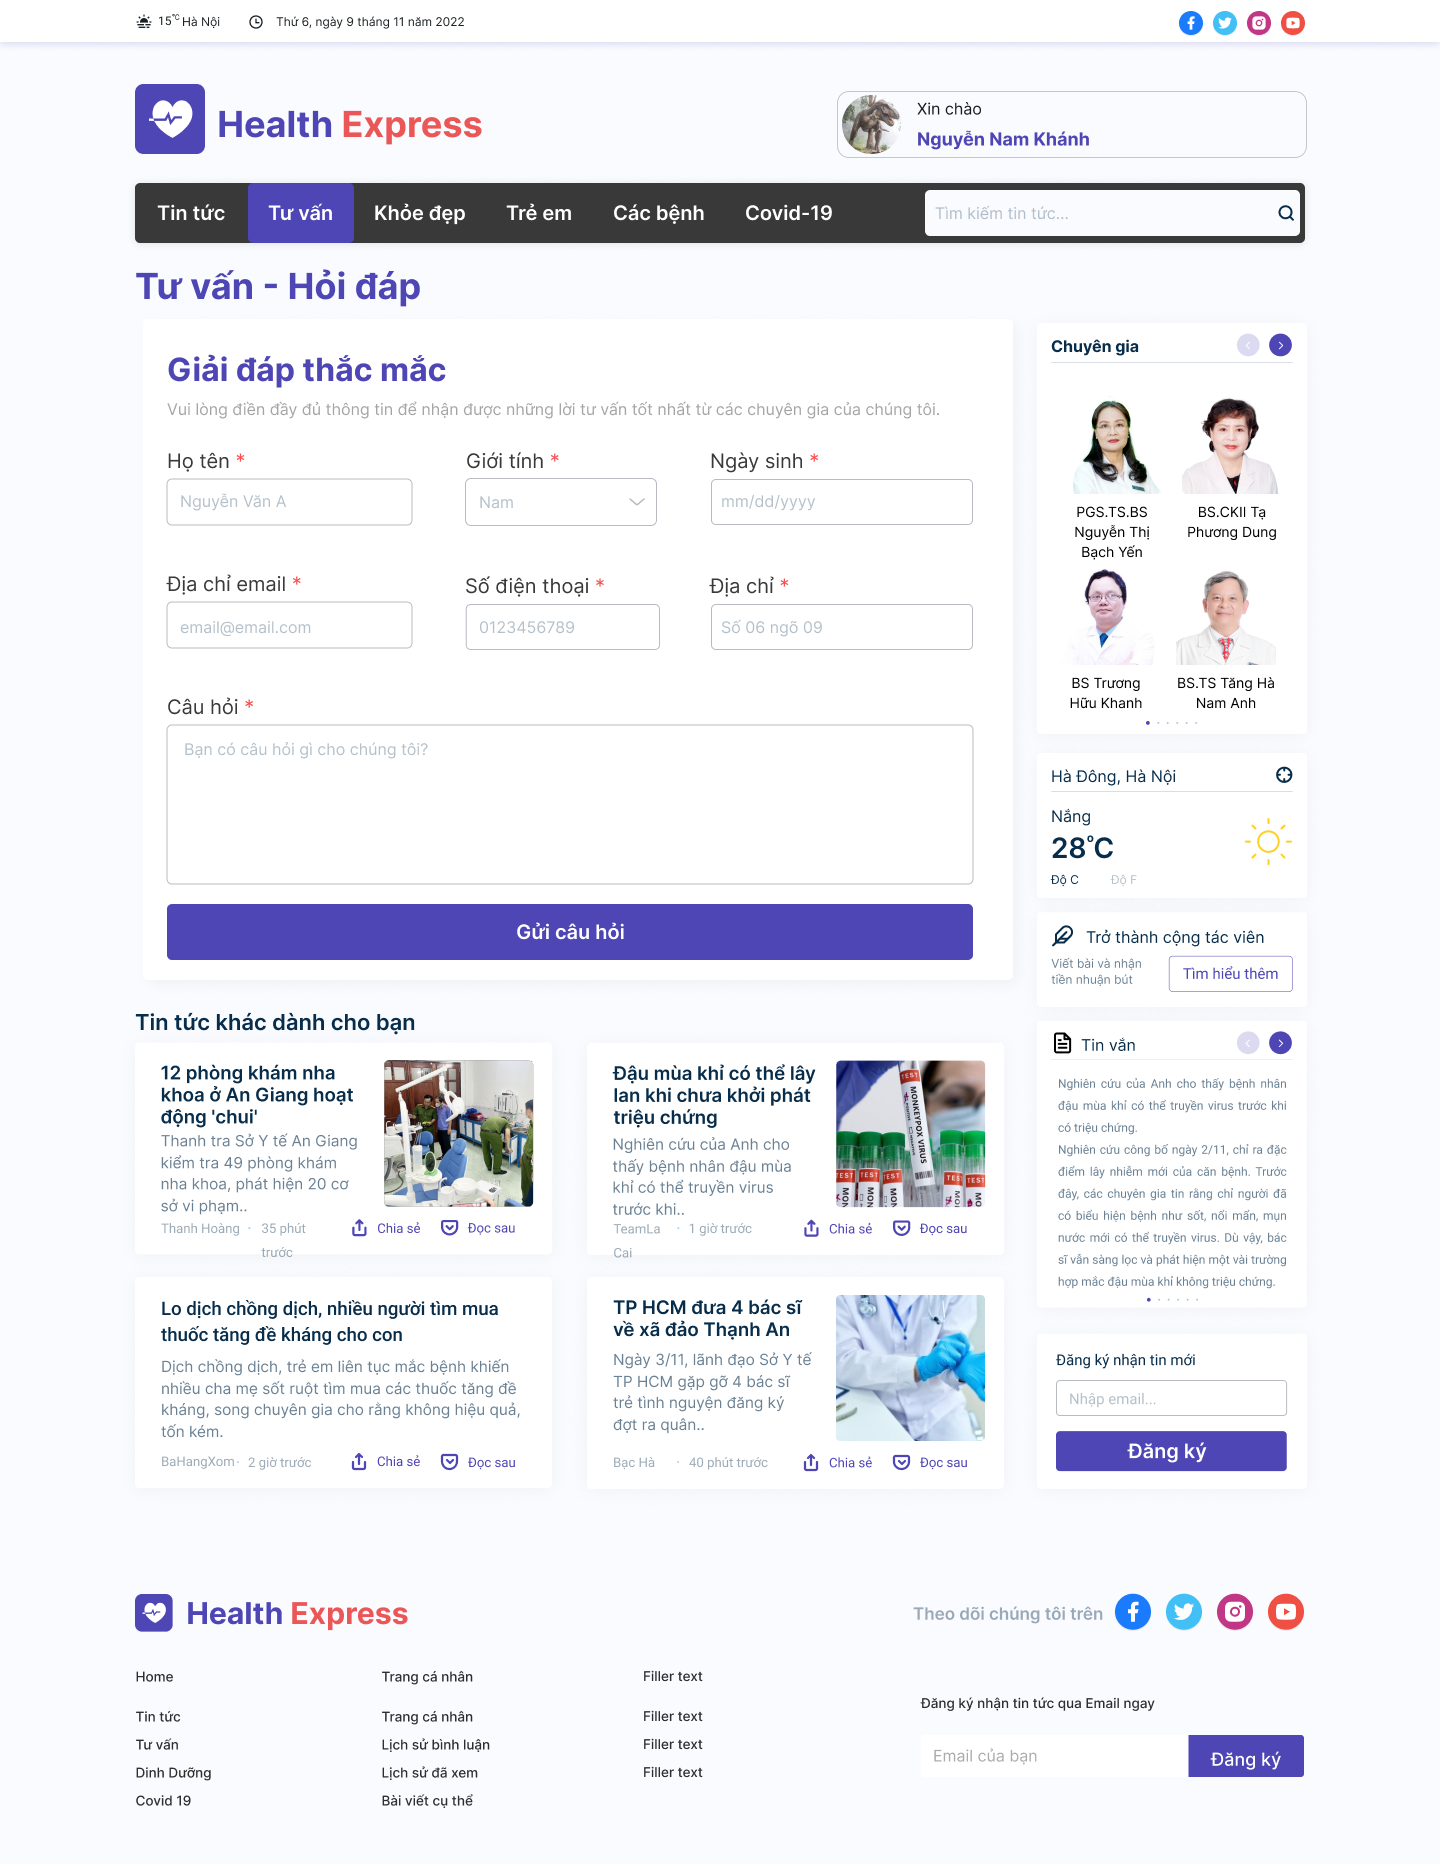 15°C Hà Nội
Thứ 6, ngày 9 tháng 11 năm 2022
Health Express
Xin chào
Nguyễn Nam Khánh
Tin tức
Tư vấn
Khỏe đẹp
Trẻ em
Các bệnh
Covid-19
Tìm kiếm tin tức...
Tư vấn - Hỏi đáp
Giải đáp thắc mắc
Vui lòng điền đầy đủ thông tin để nhận được những lời tư vấn tốt nhất từ các chuyên gia của chúng tôi.
Họ tên *
Giới tính *
Ngày sinh *
Nguyễn Văn A
Nam
mm/dd/yyyy
Địa chỉ email *
Số điện thoại *
Địa chỉ *
email@email.com
0123456789
Số 06 ngõ 09
Câu hỏi *
Bạn có câu hỏi gì cho chúng tôi?
Gửi câu hỏi
Chuyên gia
PGS.TS.BS
Nguyễn Thị
Bạch Yến
BS.CKII Tạ
Phương Dung
BS Trương
Hữu Khanh
BS.TS Tăng Hà
Nam Anh
Hà Đông, Hà Nội
Nắng
28°C
Độ C
Độ F
Trở thành cộng tác viên
Viết bài và nhận
tiền nhuận bút
Tìm hiểu thêm
Tin vắn
Nghiên cứu của Anh cho thấy bệnh nhân
đậu mùa khỉ có thể truyền virus trước khi
có triệu chứng.
Nghiên cứu công bố ngày 2/11, chỉ ra đặc
điểm lây nhiễm mới của căn bệnh. Trước
đây, các chuyên gia tin rằng chỉ người đã
có biểu hiện bệnh như sốt, nổi mẩn, mụn
nước mới có thể truyền virus. Dù vậy, bác
sĩ vẫn sàng lọc và phát hiện một vài trường
hợp mắc đậu mùa khỉ không triệu chứng.
Đăng ký nhận tin mới
Nhập email...
Đăng ký
Tin tức khác dành cho bạn
12 phòng khám nha
khoa ở An Giang hoạt
động 'chui'
Thanh tra Sở Y tế An Giang
kiểm tra 49 phòng khám
nha khoa, phát hiện 20 cơ
sở vi phạm..
Thanh Hoàng · 35 phút
trước
Chia sẻ
Đọc sau
Đậu mùa khỉ có thể lây
lan khi chưa khởi phát
triệu chứng
Nghiên cứu của Anh cho
thấy bệnh nhân đậu mùa
khỉ có thể truyền virus
trước khi..
TeamLa
Cai
· 1 giờ trước
Chia sẻ
Đọc sau
TEST
MONKEYPOX VIRUS
TEST
TEST
TEST
TEST
MON
MON
MON
Lo dịch chồng dịch, nhiều người tìm mua
thuốc tăng đề kháng cho con
Dịch chồng dịch, trẻ em liên tục mắc bệnh khiến
nhiều cha mẹ sốt ruột tìm mua các thuốc tăng đề
kháng, song chuyên gia cho rằng không hiệu quả,
tốn kém.
BaHangXom · 2 giờ trước
Chia sẻ
Đọc sau
TP HCM đưa 4 bác sĩ
về xã đảo Thạnh An
Ngày 3/11, lãnh đạo Sở Y tế
TP HCM gặp gỡ 4 bác sĩ
trẻ tình nguyện đăng ký
đợt ra quân..
Bạc Hà · 40 phút trước
Chia sẻ
Đọc sau
Health Express
Theo dõi chúng tôi trên
Home
Tin tức
Tư vấn
Dinh Dưỡng
Covid 19
Trang cá nhân
Trang cá nhân
Lịch sử bình luận
Lịch sử đã xem
Bài viết cụ thể
Filler text
Filler text
Filler text
Filler text
Đăng ký nhận tin tức qua Email ngay
Email của bạn
Đăng ký